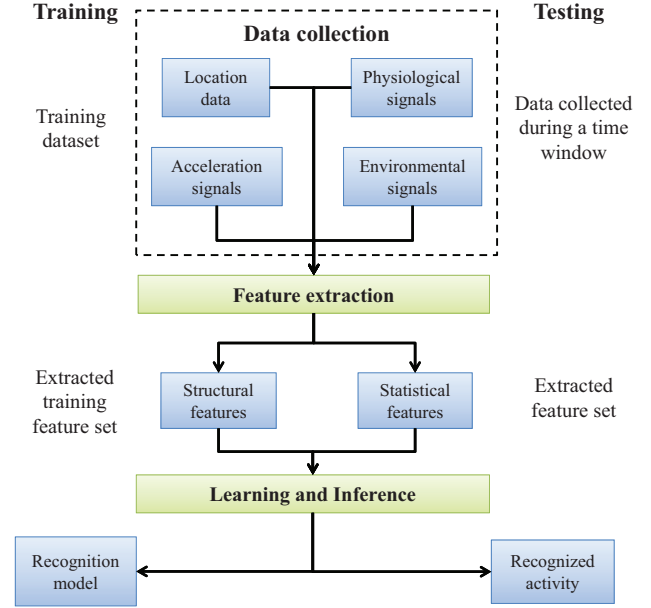 Training
Testing
Data collection
Location
data
Physiological
signals
Training
dataset
Data collected
during a time
window
Acceleration
signals
Environmental
signals
Feature extraction
Extracted
training
feature set
Structural
features
Statistical
features
Extracted
feature set
Learning and Inference
Recognition
model
Recognized
activity